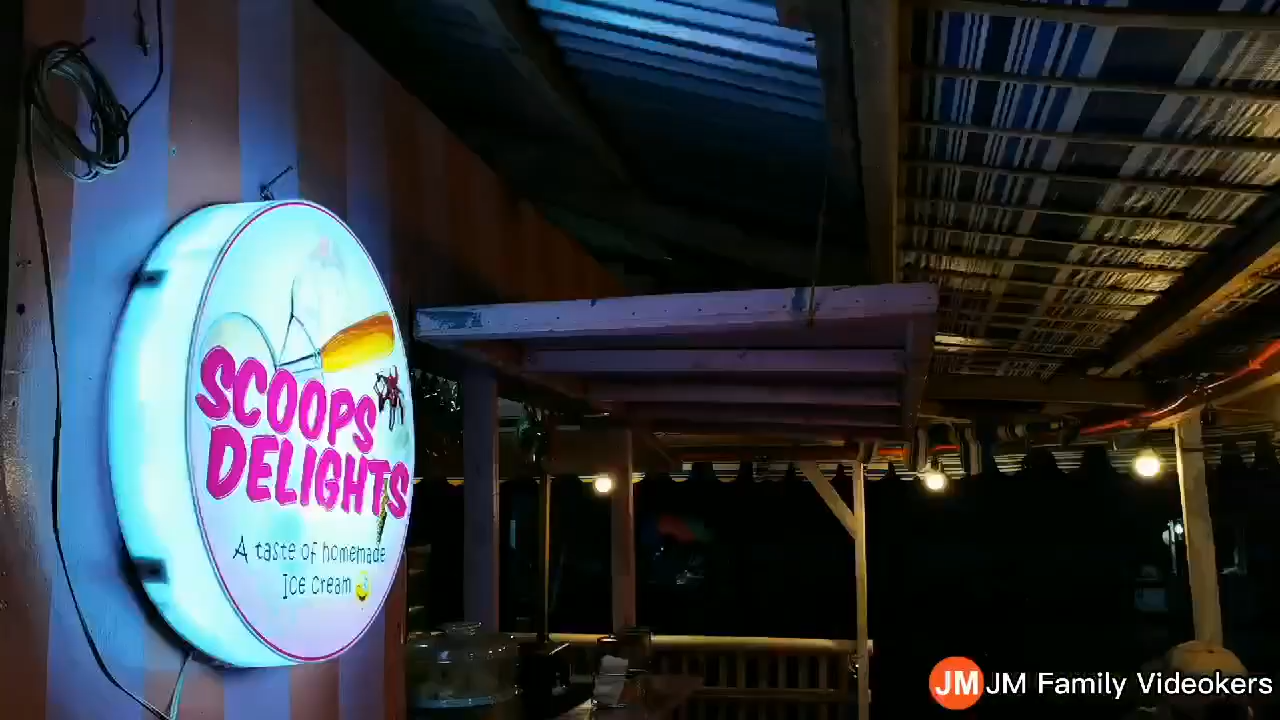 SCOOPS
DELIGHTS
A taste of homemade
Ice cream
JM JM Family Videokers